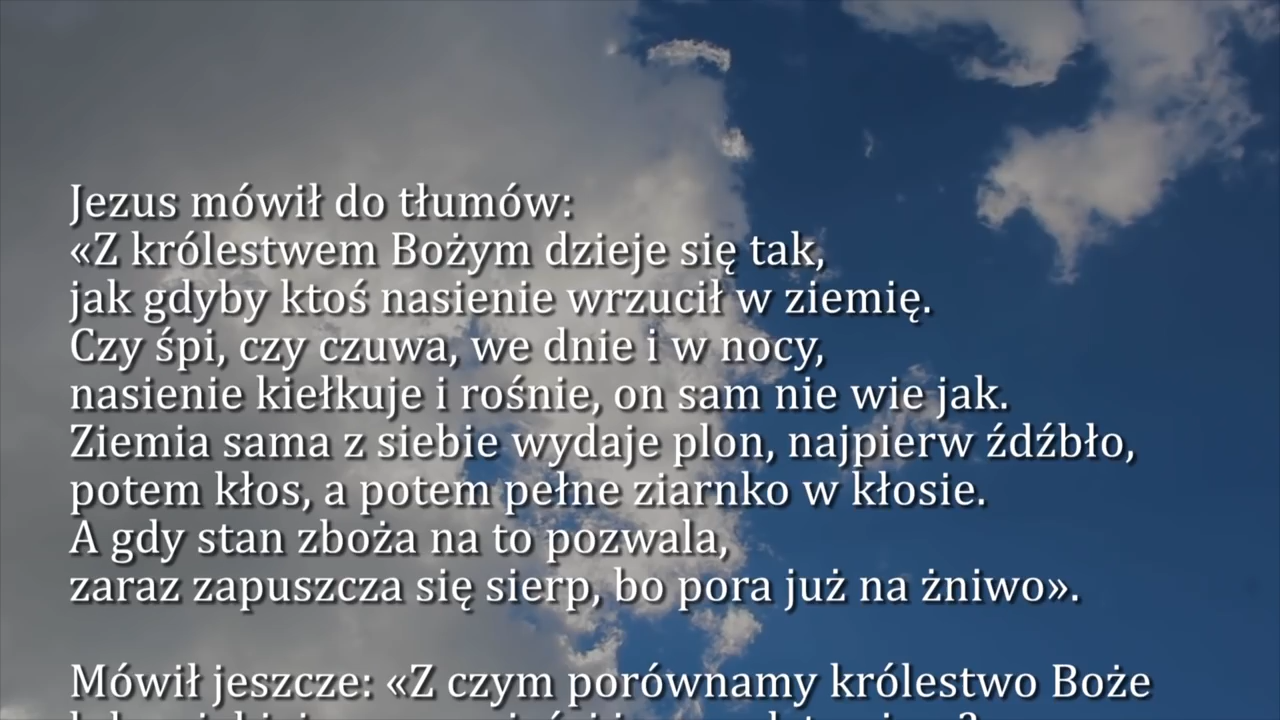 Jezus mówił do tłumów:
«Z królestwem Bożym dzieje się tak,
jak gdyby ktoś nasienie wrzucił w ziemię.
Czy śpi, czy czuwa, we dnie i w nocy,
nasienie kiełkuje i rośnie, on sam nie wie jak.
Ziemia sama z siebie wydaje plon, najpierw źdźbło,
potem kłos, a potem pełne ziarnko w kłosie.
A gdy stan zboża na to pozwala,
zaraz zapuszcza się sierp, bo pora już na żniwo».
Mówił jeszcze: «Z czym porównamy królestwo Boże